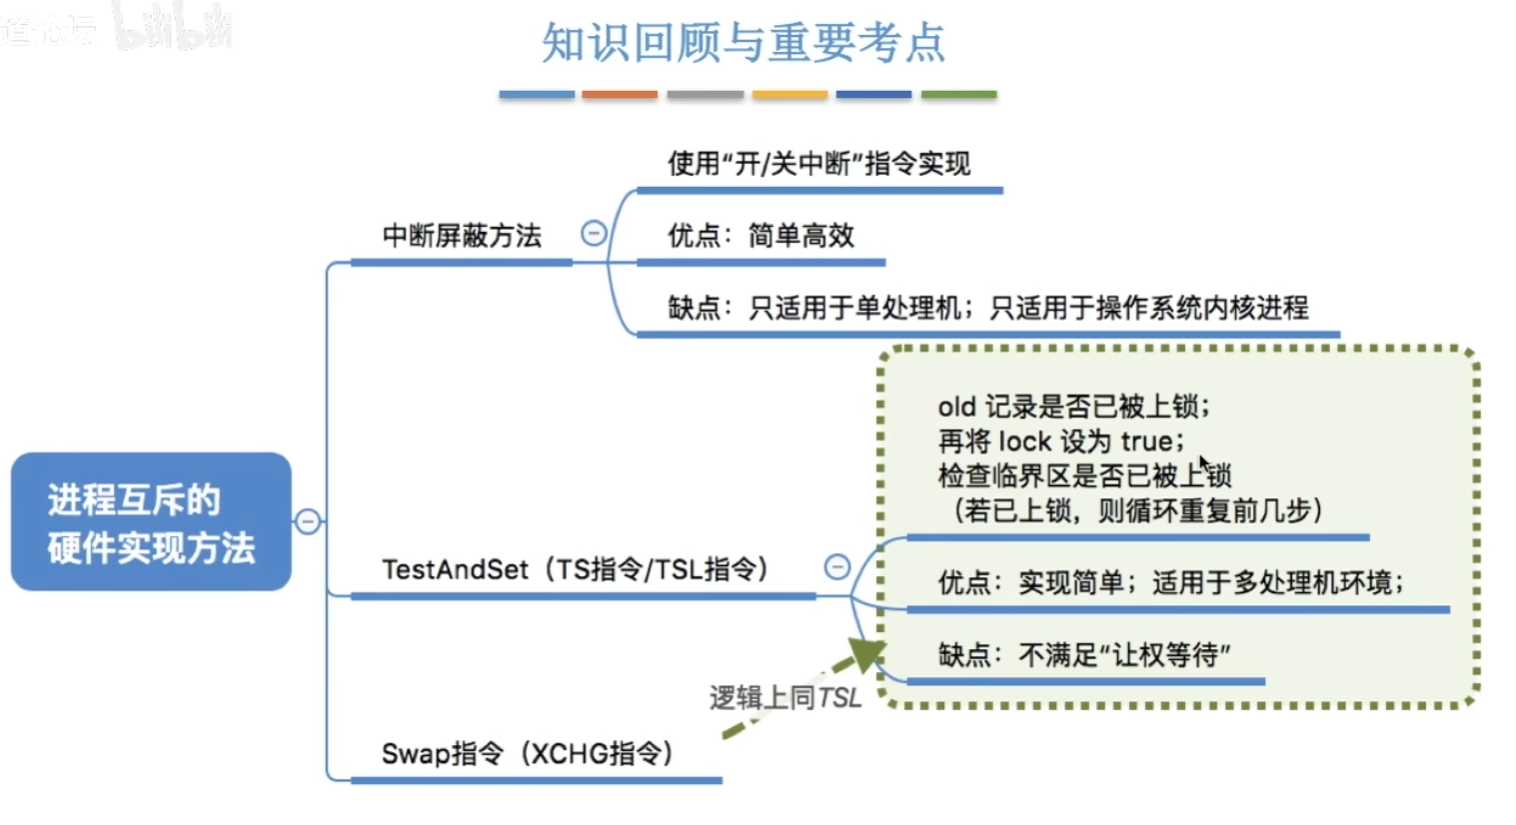 bilibili
知识回顾与重要考点
使用“开/关中断”指令实现
中断屏蔽方法
优点：简单高效
缺点：只适用于单处理机；只适用于操作系统内核进程
old 记录是否已被上锁；
再将 lock 设为 true；
检查临界区是否已被上锁
（若已上锁，则循环重复前几步）
进程互斥的
硬件实现方法
TestAndSet（TS指令/TSL指令）
优点：实现简单；适用于多处理机环境；
缺点：不满足“让权等待”
逻辑上同TSL
Swap指令（XCHG指令）